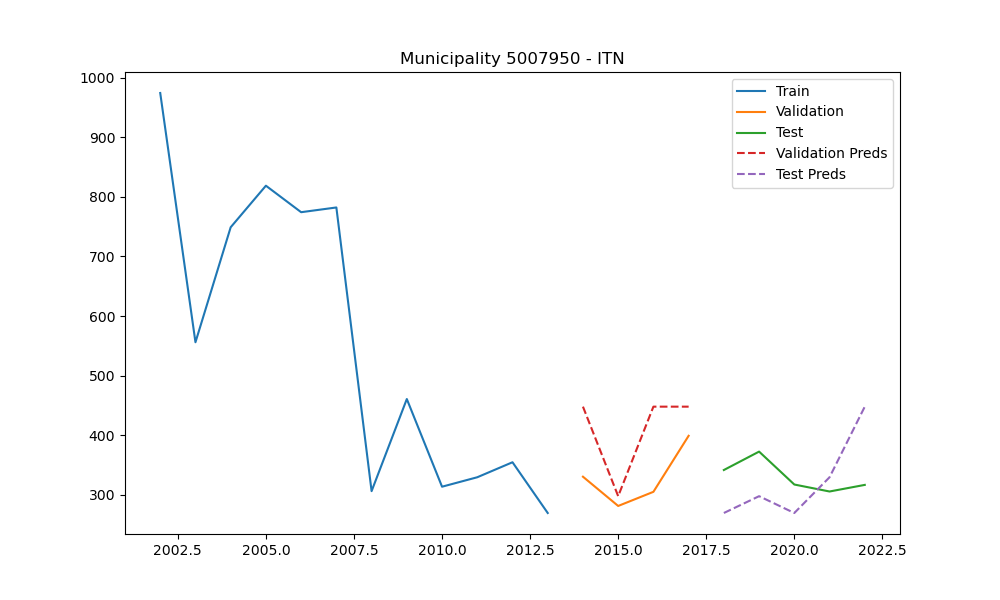 Municipality 5007950 - ITN
Train
Validation
Test
Validation Preds
Test Preds
1000
900
800
700
600
500
400
300
2002.5 2005.0 2007.5 2010.0 2012.5 2015.0 2017.5 2020.0 2022.5